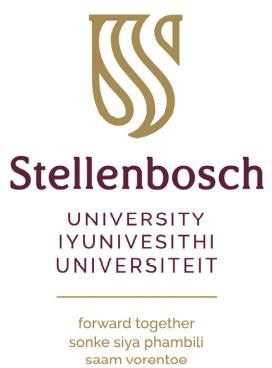 Stellenbosch
UNIVERSITY
IYUNIVESITHI
UNIVERSITEIT
forward together
sonke siya phambili
saam vorentoe